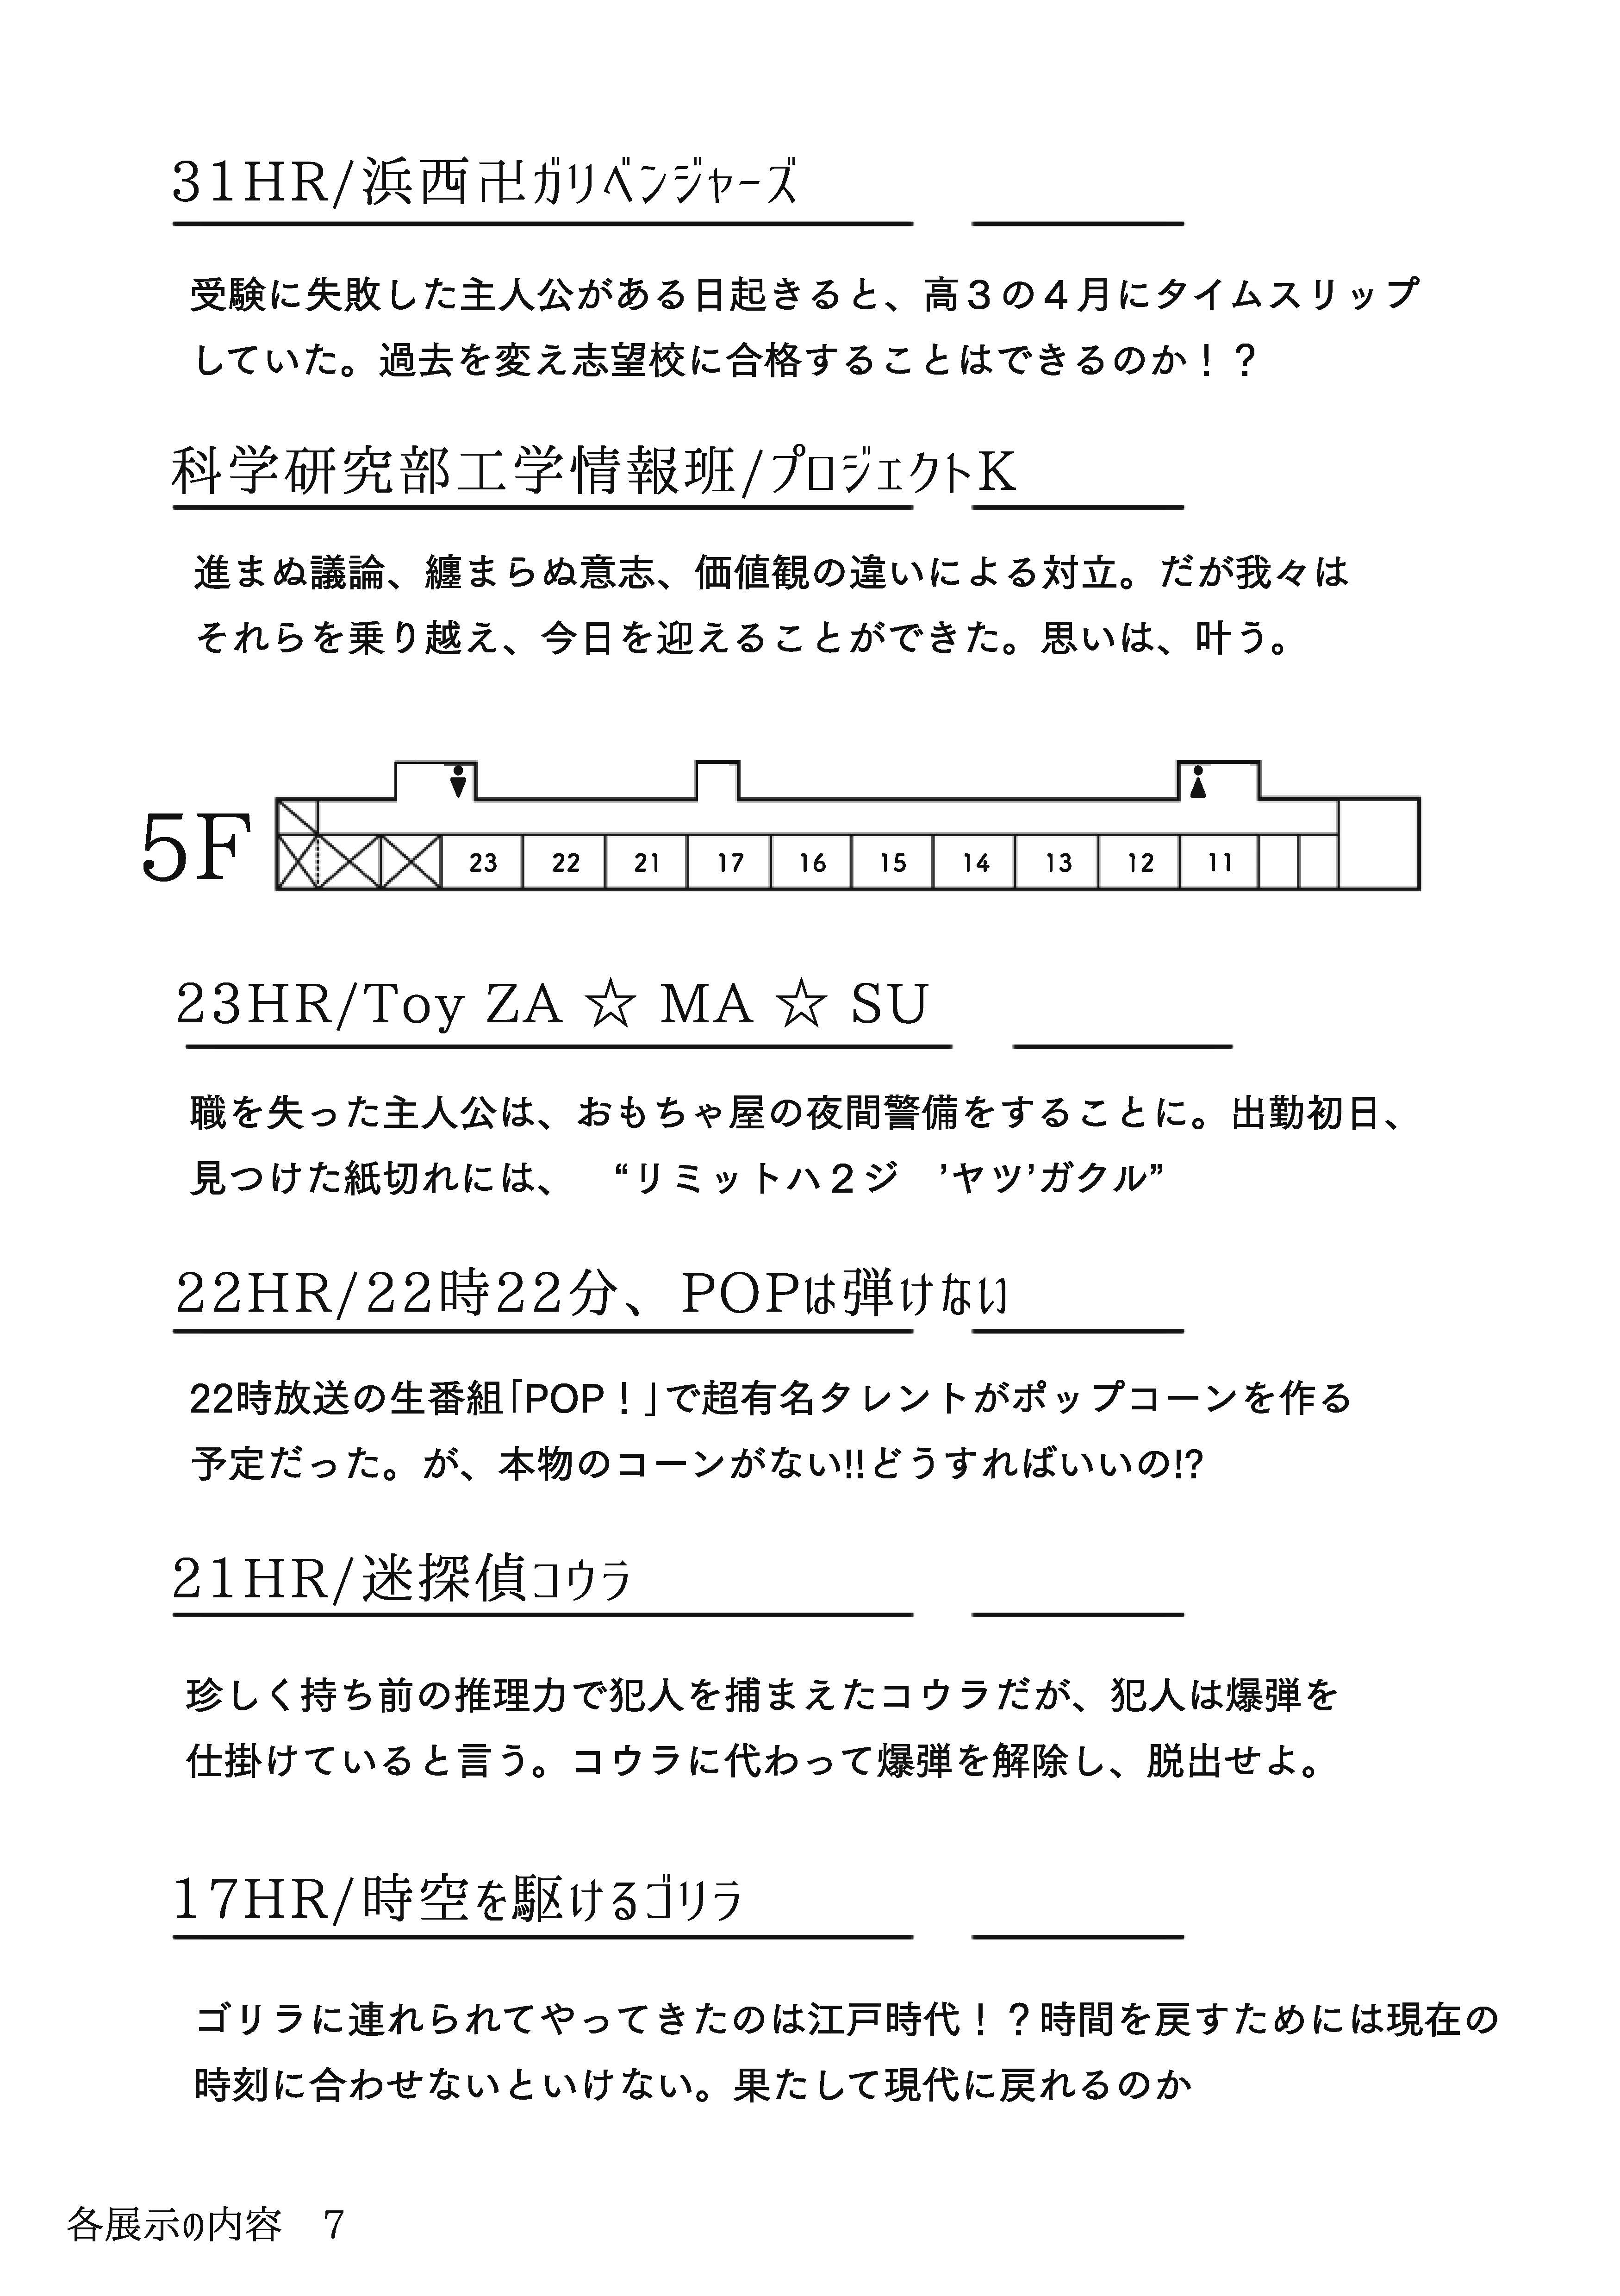 31HR/浜西卍ガリベンジャーズ
受験に失敗した主人公がある日起きると、高３の４月にタイムスリップ
していた。過去を変え志望校に合格することはできるのか！？
科学研究部工学情報班/プロジェクトK
進まぬ議論、纏まらぬ意志、価値観の違いによる対立。だが我々は
それらを乗り越え、今日を迎えることができた。思いは、叶う。
5F
23 22 21 17 16 15 14 13 12 11
23HR/Toy ZA ☆ MA ☆ SU
職を失った主人公は、おもちゃ屋の夜間警備をすることに。出勤初日、
見つけた紙切れには、　“リミットハ２ジ　’ヤツ’ガクル”
22HR/22時22分、POPは弾けない
22時放送の生番組｢POP！｣で超有名タレントがポップコーンを作る
予定だった。が、本物のコーンがない!!どうすればいいの!?
21HR/迷探偵コウラ
珍しく持ち前の推理力で犯人を捕まえたコウラだが、犯人は爆弾を
仕掛けていると言う。コウラに代わって爆弾を解除し、脱出せよ。
17HR/時空を駆けるゴリラ
ゴリラに連れられてやってきたのは江戸時代！？時間を戻すためには現在の
時刻に合わせないといけない。果たして現代に戻れるのか
各展示の内容　7